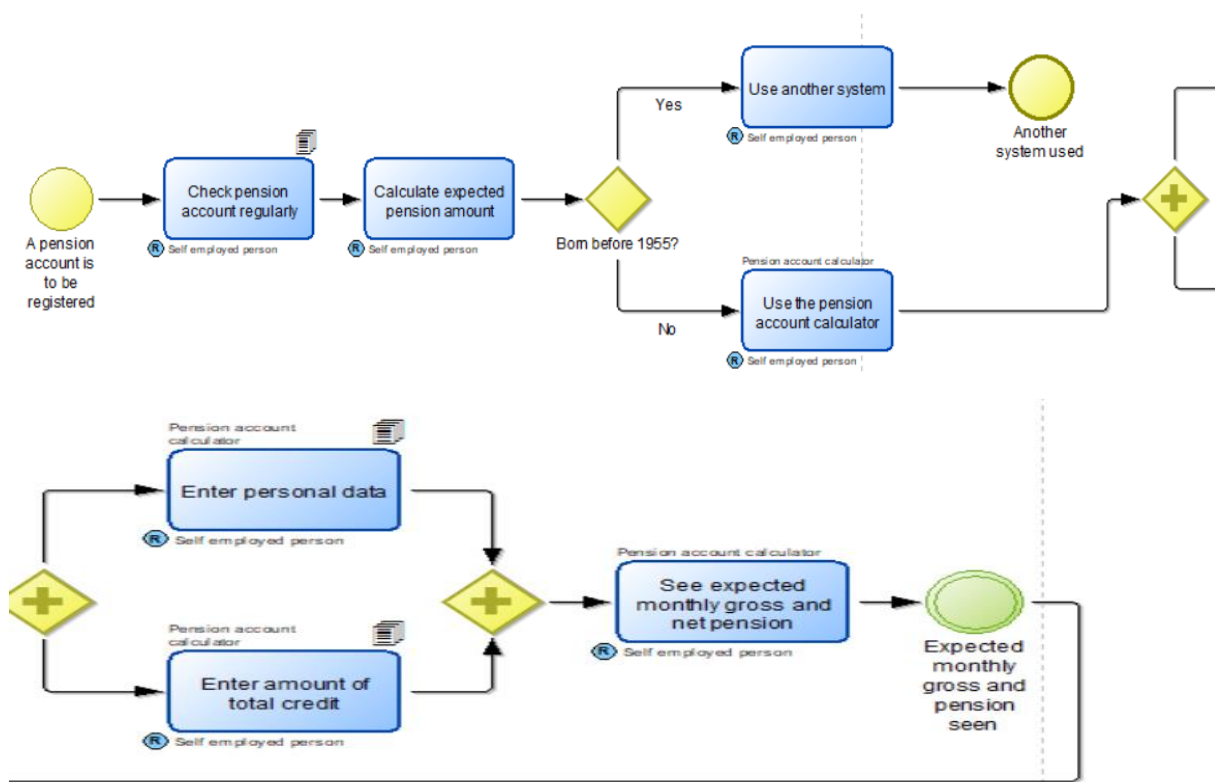 A pension
account is
to be
registered
Check pension
account regularly
R Self employed person
Calculate expected
pension amount
R Self employed person
Born before 1955?
Yes
Use another system
R Self employed person
Another
system used
No
Pension account calculator
Use the pension
account calculator
R Self employed person
Pension account
calculator
Enter personal data
R Self employed person
Pension account
calculator
Enter amount of
total credit
R Self employed person
Pension account calculator
See expected
monthly gross and
net pension
R Self employed person
Expected
monthly
gross and
pension
seen